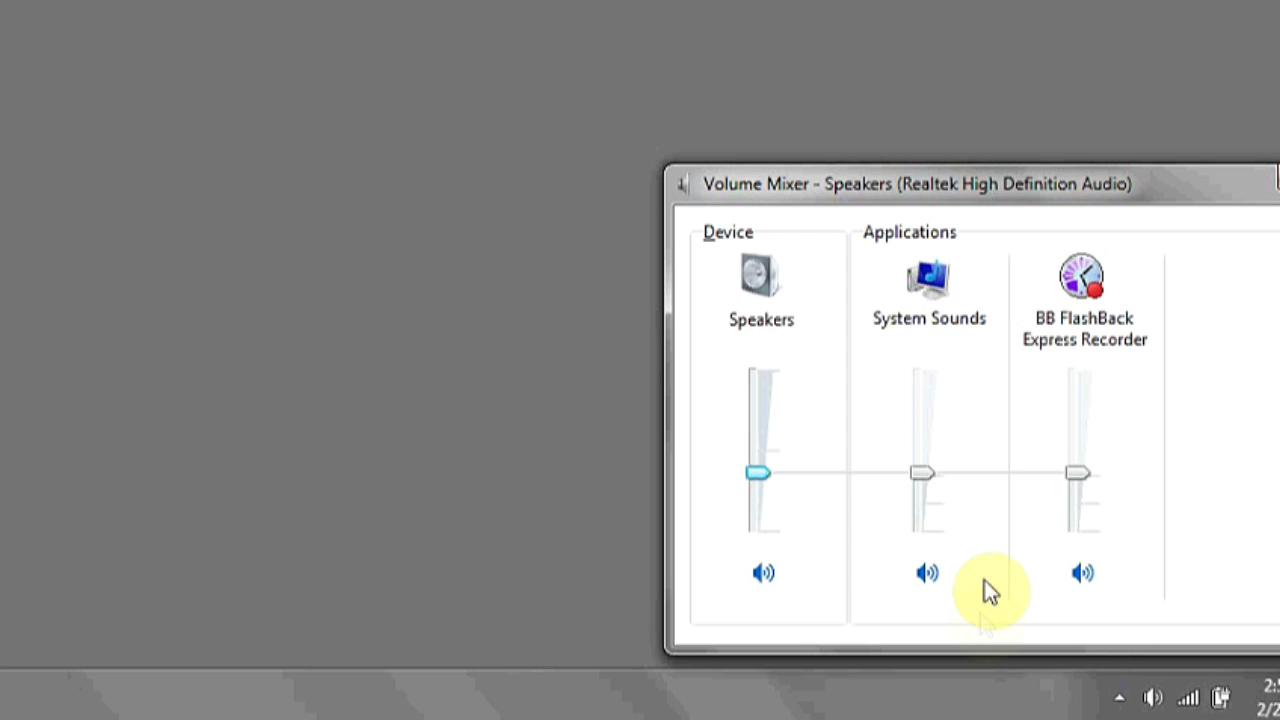 Volume Mixer - Speakers (Realtek High Definition Audio)
Device
Applications
Speakers
System Sounds
BB FlashBack
Express Recorder